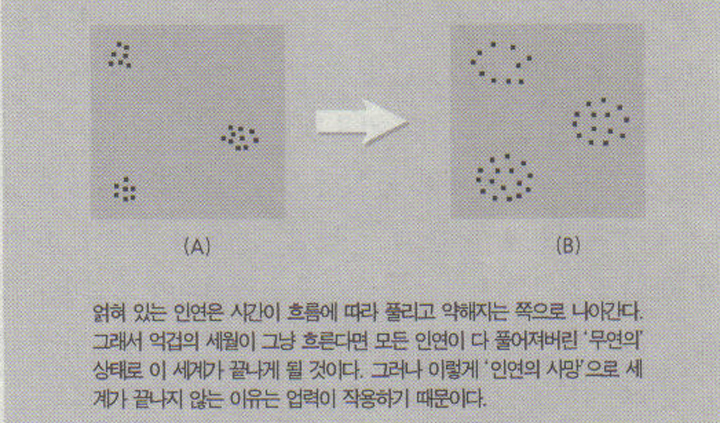 (A)
(B)
얽혀 있는 인연은 시간이 흐름에 따라 풀리고 약해지는 쪽으로 나아간다.
그래서 억겁의 세월이 그냥 흐른다면 모든 인연이 다 풀어져버린 '무연의'
상태로 이 세계가 끝나게 될 것이다. 그러나 이렇게 '인연의 사망'으로 세
계가 끝나지 않는 이유는 업력이 작용하기 때문이다.